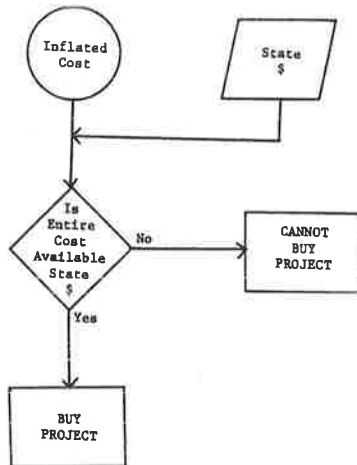 Inflated
Cost
State
$
Is
Entire
Cost
Available
State
$
No
CANNOT
BUY
PROJECT
Yes
BUY
PROJECT